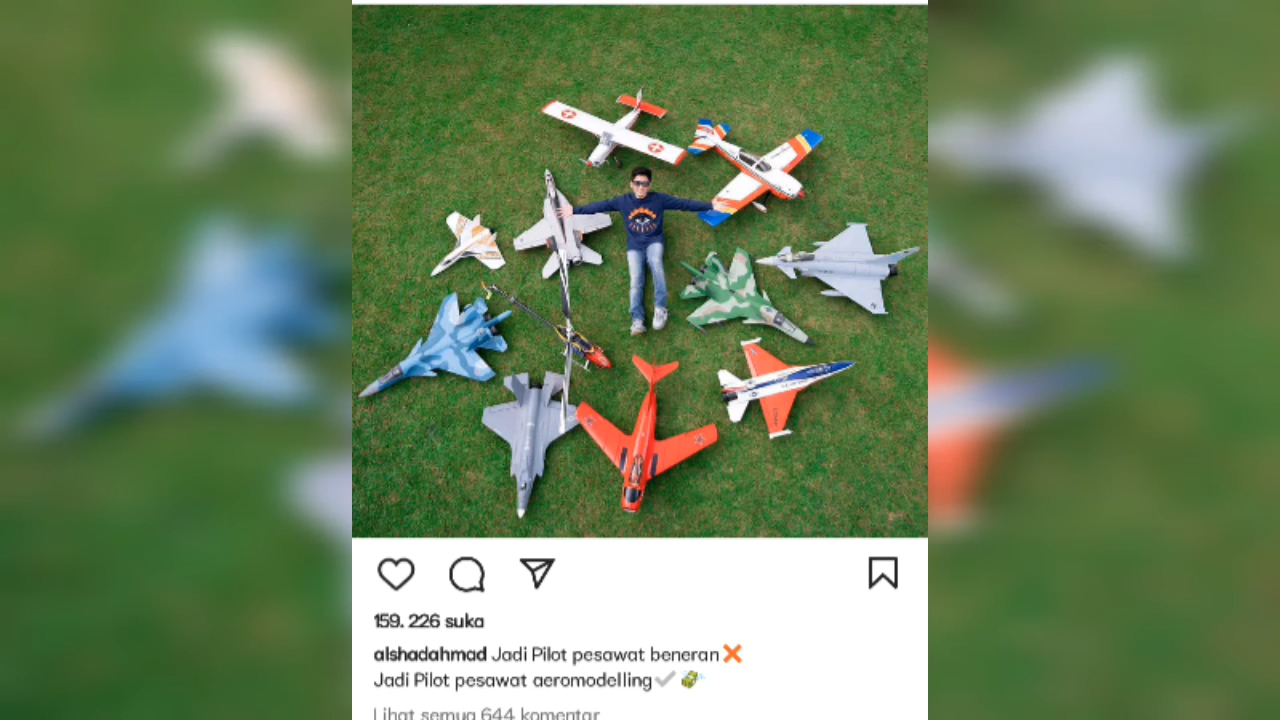 159. 226 suka
alshadahmad Jadi Pilot pesawat beneran❌
Jadi Pilot pesawat aeromodelling✔️💸
Lihat semua 644 komentar